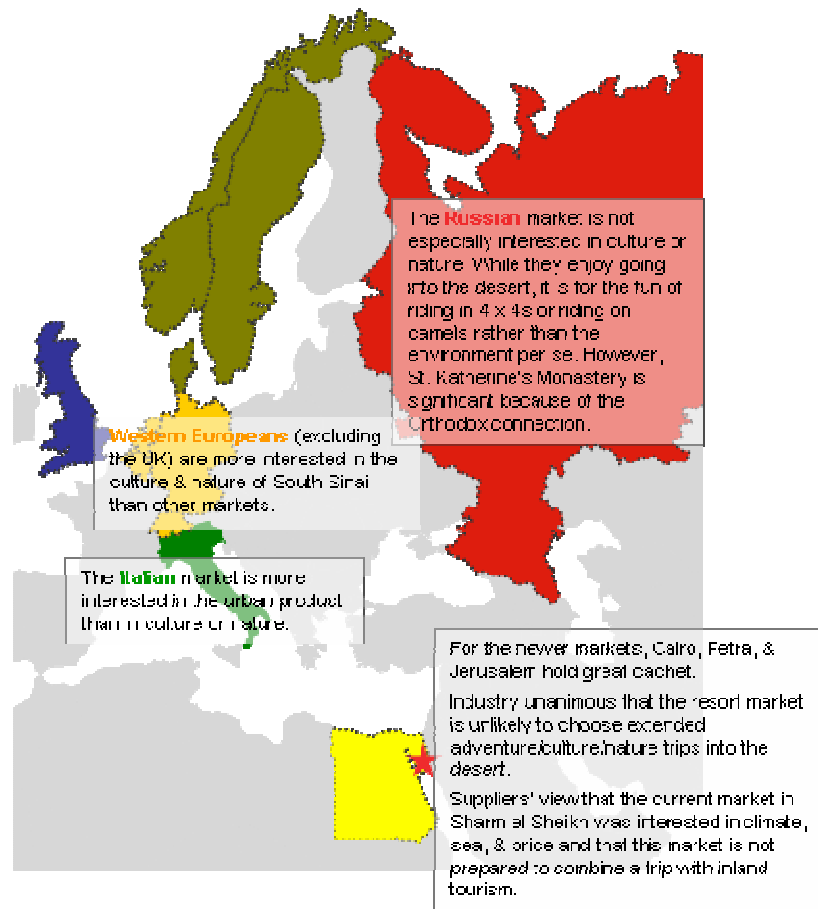 The Russian market is not
especially interested in culture or
nature. While they enjoy going
into the desert, it is for the fun of
riding in 4 x 4s or riding on
camels rather than the
environment per se. However,
St. Katherine's Monastery is
significant because of the
Orthodox connection.
Western Europeans (excluding
the UK) are more interested in the
culture & nature of South Sinai
than other markets.
The Italian market is more
interested in the urban product
than in culture or nature.
For the newer markets, Cairo, Petra, &
Jerusalem hold great cachet.
Industry unanimous that the resort market
is unlikely to choose extended
adventure/culture/nature trips into the
desert.
Suppliers' view that the current market in
Sharm el Sheikh was interested in climate,
sea, & price and that this market is not
prepared to combine a trip with inland
tourism.